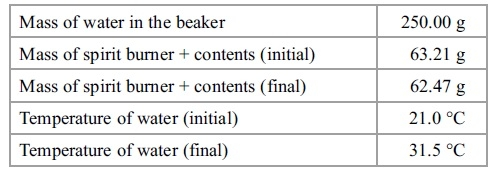 Mass of water in the beaker 250.00 g
Mass of spirit burner + contents (initial) 63.21 g
Mass of spirit burner + contents (final) 62.47 g
Temperature of water (initial) 21.0 °C
Temperature of water (final) 31.5 °C